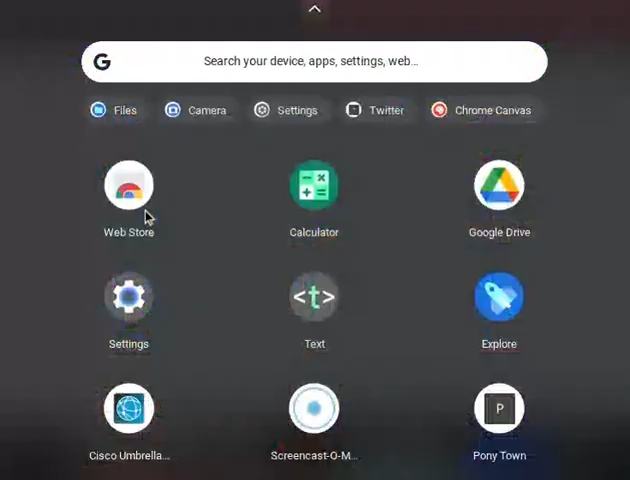 G Search your device, apps, settings, web...
Files Camera Settings Twitter Chrome Canvas
Web Store Calculator Google Drive
<t>
Settings Text Explore
P
Cisco Umbrella... Screencast-O-M... Pony Town